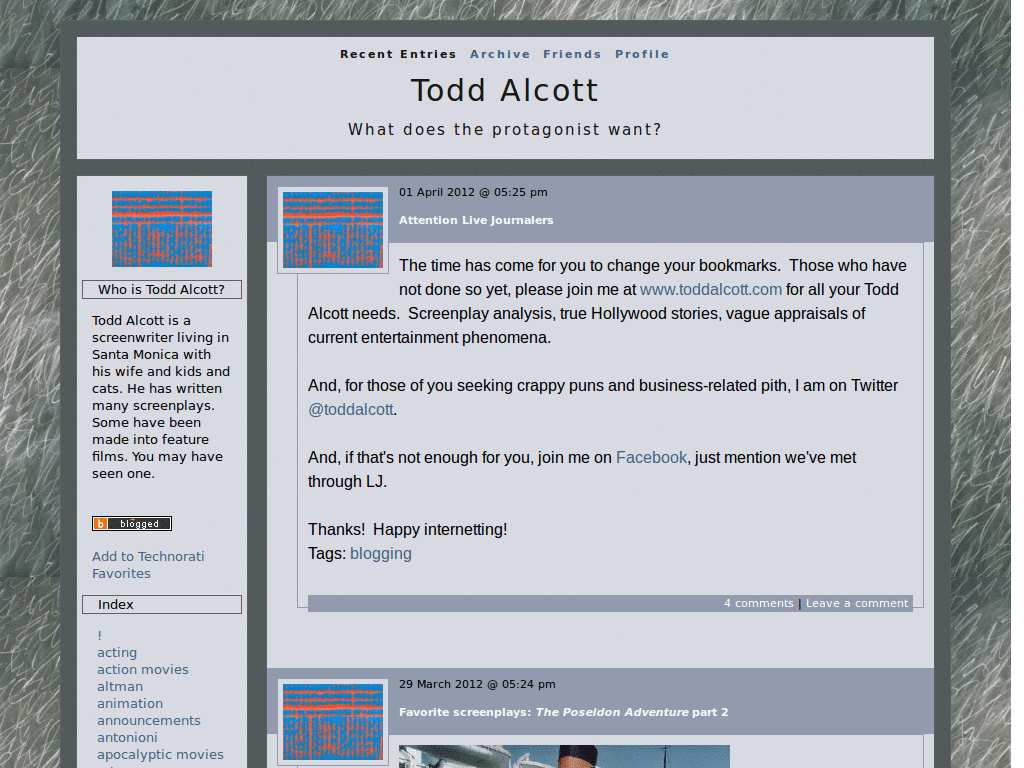 Recent Entries Archive Friends Profile
Todd Alcott
What does the protagonist want?
Who is Todd Alcott?
Todd Alcott is a
screenwriter living in
Santa Monica with
his wife and kids and
cats. He has written
many screenplays.
Some have been
made into feature
films. You may have
seen one.
b blogged
Add to Technorati
Favorites
Index
!
acting
action movies
altman
animation
announcements
antonioni
apocalyptic movies
01 April 2012 @ 05:25 pm
Attention Live Journalers
The time has come for you to change your bookmarks.  Those who have
not done so yet, please join me at www.toddalcott.com for all your Todd
Alcott needs.  Screenplay analysis, true Hollywood stories, vague appraisals of
current entertainment phenomena.
And, for those of you seeking crappy puns and business-related pith, I am on Twitter
@toddalcott.
And, if that's not enough for you, join me on Facebook, just mention we've met
through LJ.
Thanks!  Happy internetting!
Tags: blogging
4 comments | Leave a comment
29 March 2012 @ 05:24 pm
Favorite screenplays: The Poseidon Adventure part 2